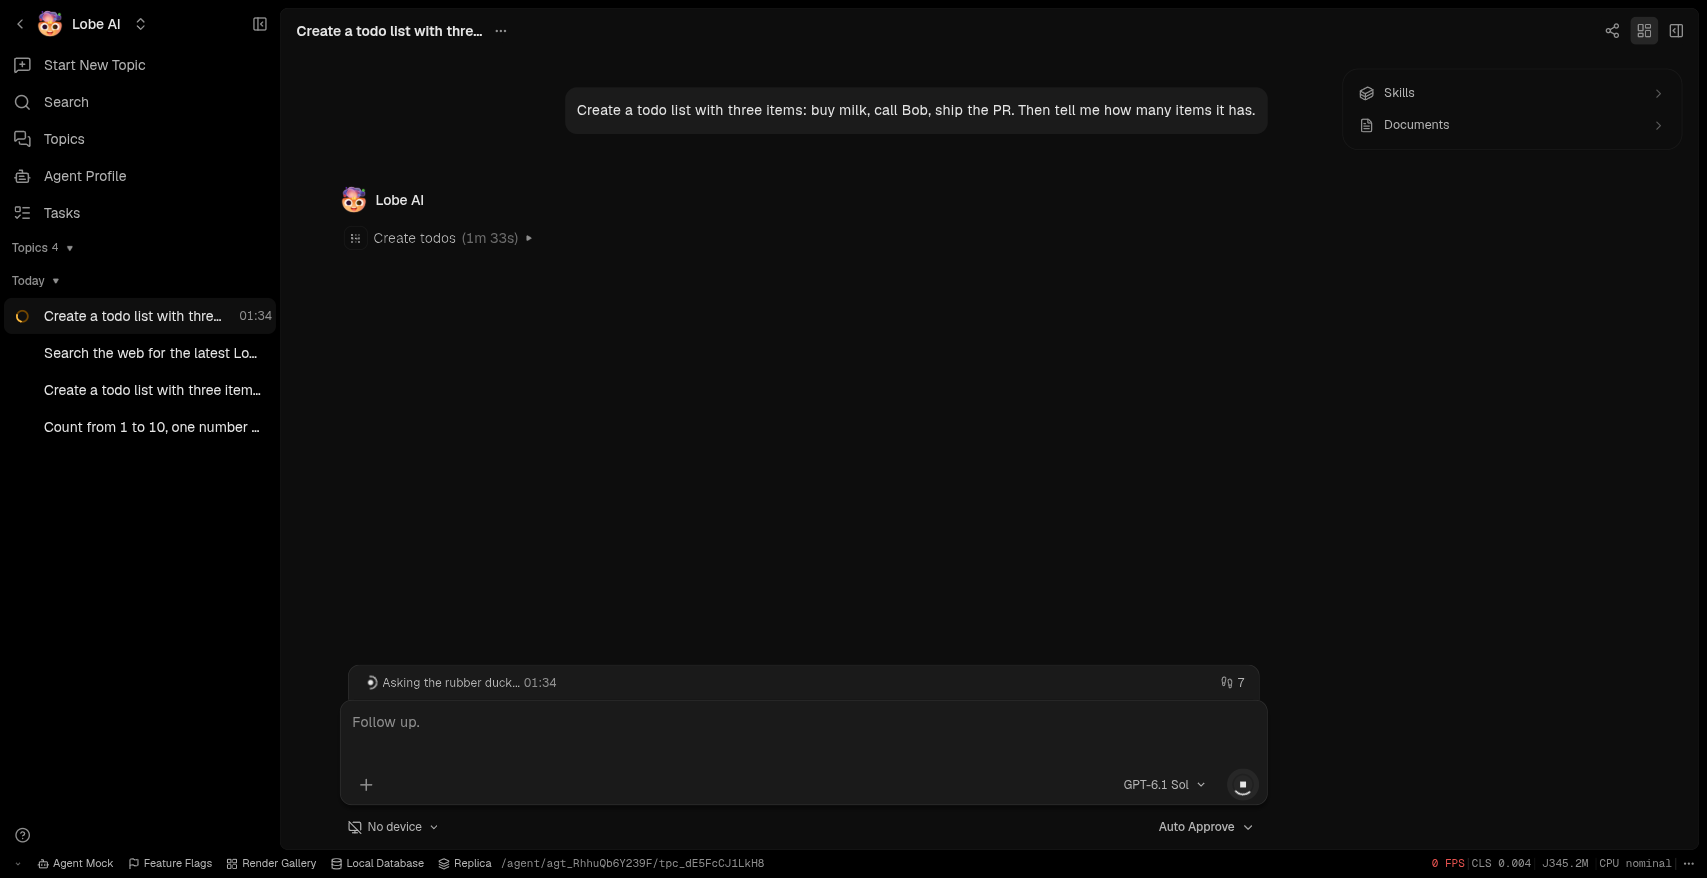 Lobe AI
Start New Topic
Search
Topics
Agent Profile
Tasks
Topics 4
Today
Create a todo list with thre... 01:34
Search the web for the latest Lo...
Create a todo list with three item...
Count from 1 to 10, one number ...
Create a todo list with thre...
Create a todo list with three items: buy milk, call Bob, ship the PR. Then tell me how many items it has.
Skills
Documents
Lobe AI
Create todos (1m 33s)
Asking the rubber duck... 01:34
7
Follow up.
GPT-6.1 Sol
No device
Auto Approve
Agent Mock Feature Flags Render Gallery Local Database Replica /agent/agt_RhhuQb6Y239F/tpc_dE5FcCJ1LkH8 0 FPS CLS 0.004 J345.2M CPU nominal